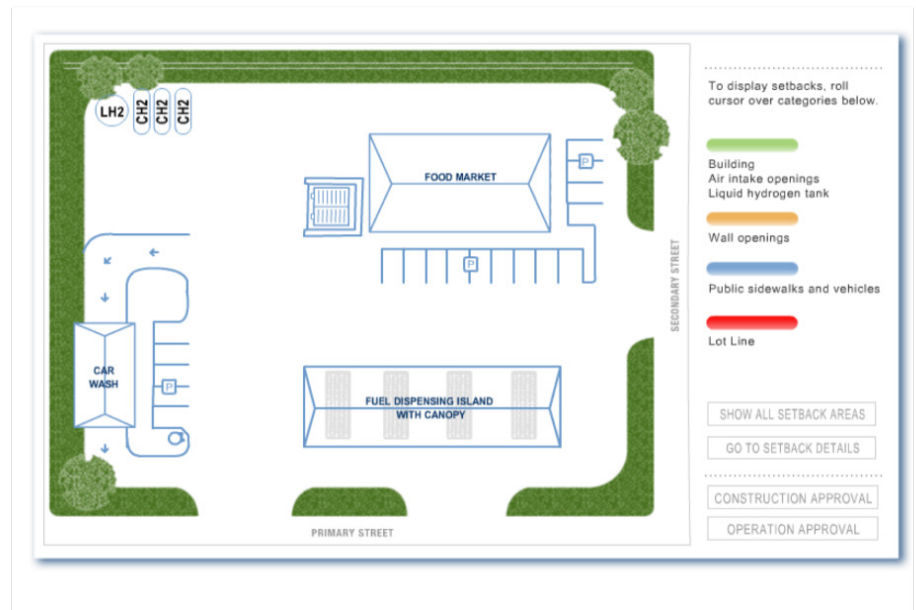 LH2
CH2
CH2
CH2
FOOD MARKET
P
P
CAR
WASH
P
FUEL DISPENSING ISLAND
WITH CANOPY
PRIMARY STREET
SECONDARY STREET
To display setbacks, roll
cursor over categories below.
Building
Air intake openings
Liquid hydrogen tank
Wall openings
Public sidewalks and vehicles
Lot Line
SHOW ALL SETBACK AREAS
GO TO SETBACK DETAILS
CONSTRUCTION APPROVAL
OPERATION APPROVAL